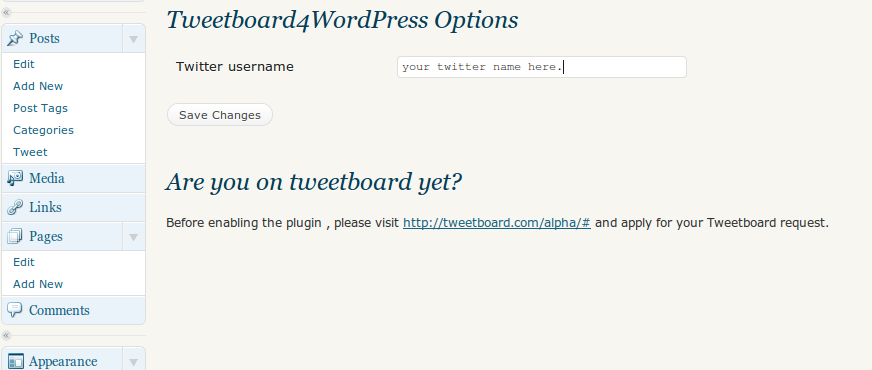 Posts
Edit
Add New
Post Tags
Categories
Tweet
Media
Links
Pages
Edit
Add New
Comments
Appearance
Tweetboard4WordPress Options
Twitter username
your twitter name here.
Save Changes
Are you on tweetboard yet?
Before enabling the plugin , please visit http://tweetboard.com/alpha/# and apply for your Tweetboard request.